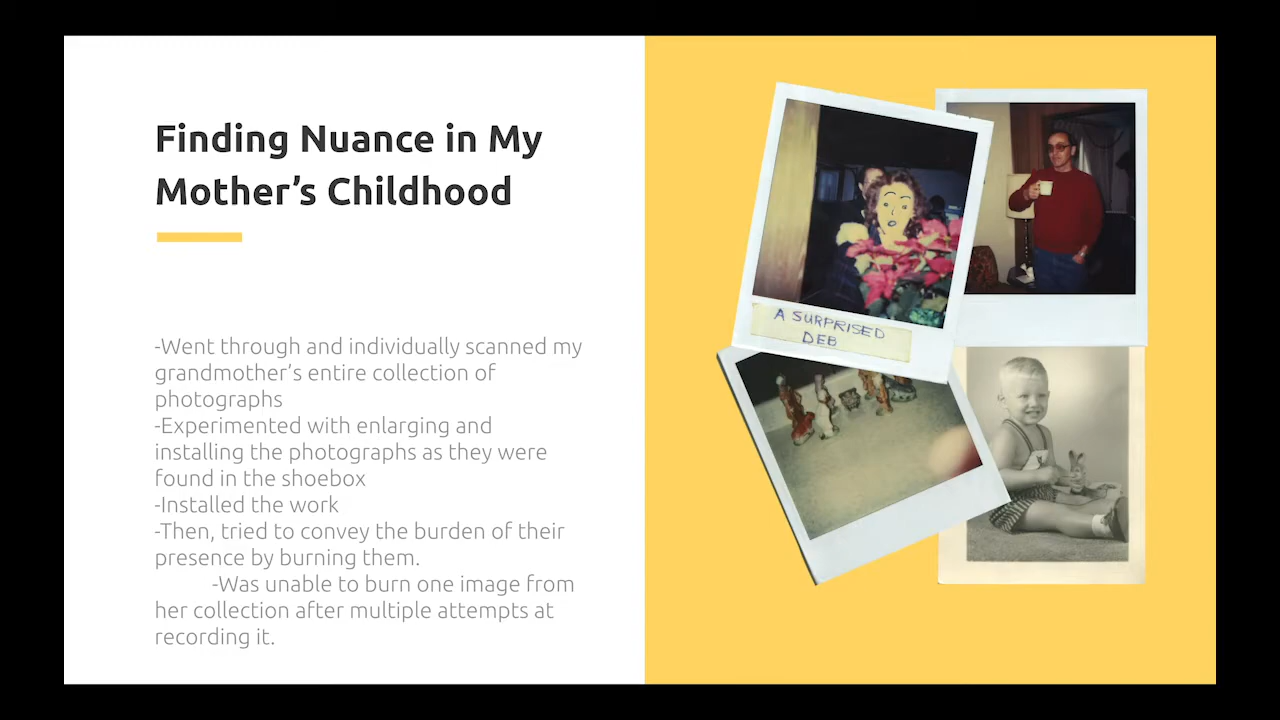 Finding Nuance in My
Mother’s Childhood
-Went through and individually scanned my
grandmother’s entire collection of
photographs
-Experimented with enlarging and
installing the photographs as they were
found in the shoebox
-Installed the work
-Then, tried to convey the burden of their
presence by burning them.
-Was unable to burn one image from
her collection after multiple attempts at
recording it.
A SURPRISED
DEB